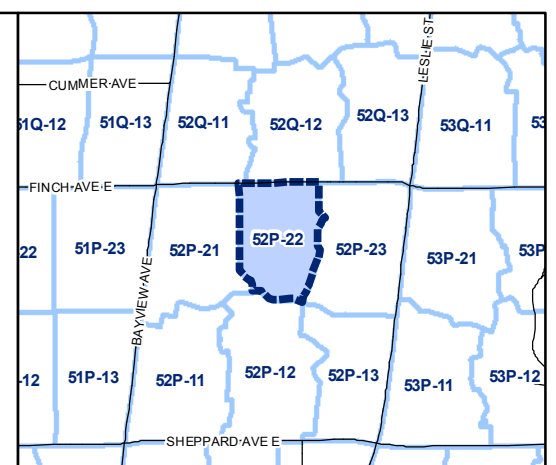 LESLIE ST
CUMMER AVE
51Q-12
51Q-13
52Q-11
52Q-12
52Q-13
53Q-11
53
FINCH AVE E
22
51P-23
52P-21
52P-22
52P-23
53P-21
53P
BAYVIEW AVE
-12
51P-13
52P-11
52P-12
52P-13
53P-11
53P-12
SHEPPARD AVE E